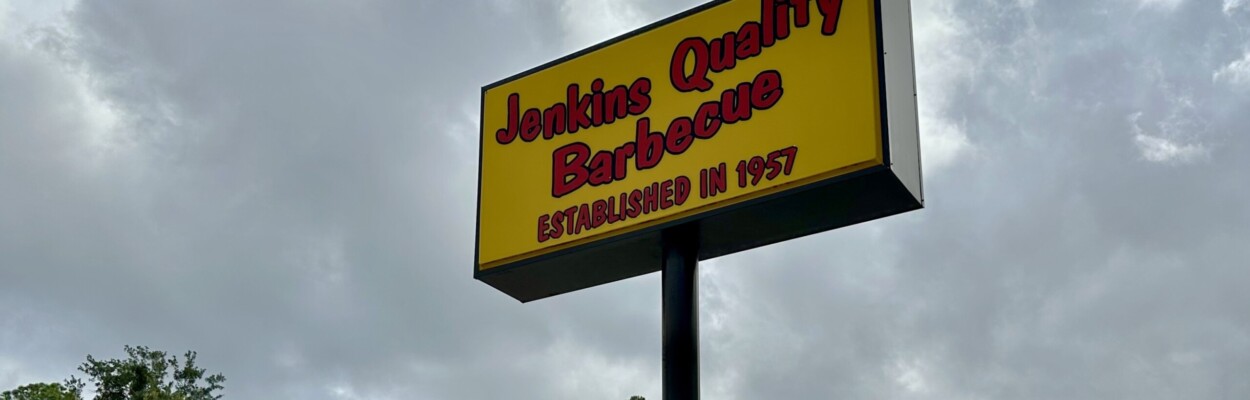 Jenkins Quality
Barbecue
ESTABLISHED IN 1957